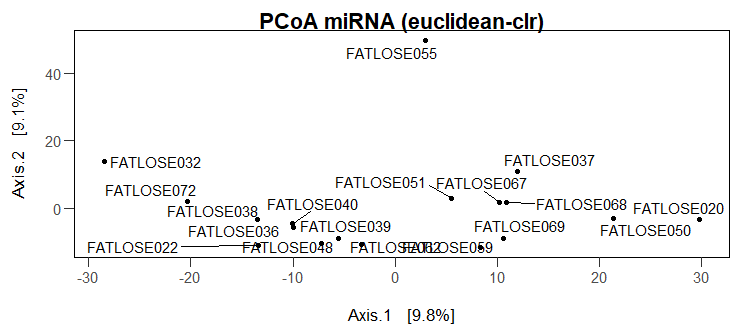 PCoA miRNA (euclidean-clr)
FATLOSE055
40
Axis.2 [9.1%]
FATLOSE032
FATLOSE037
20
FATLOSE072
FATLOSE051
FATLOSE067
FATLOSE038
FATLOSE040
FATLOSE068
FATLOSE020
0
FATLOSE036
FATLOSE039
FATLOSE069
FATLOSE050
FATLOSE022
FATLOSE048
FATLOSE062
FATLOSE059
-30 -20 -10 0 10 20 30
Axis.1 [9.8%]